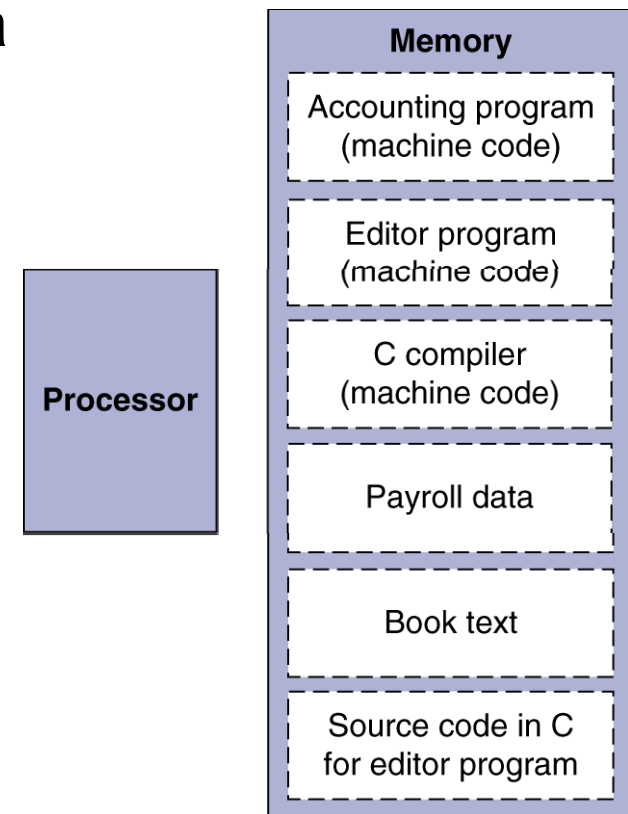 Memory
Accounting program
(machine code)
Editor program
(machine code)
C compiler
(machine code)
Processor
Payroll data
Book text
Source code in C
for editor program